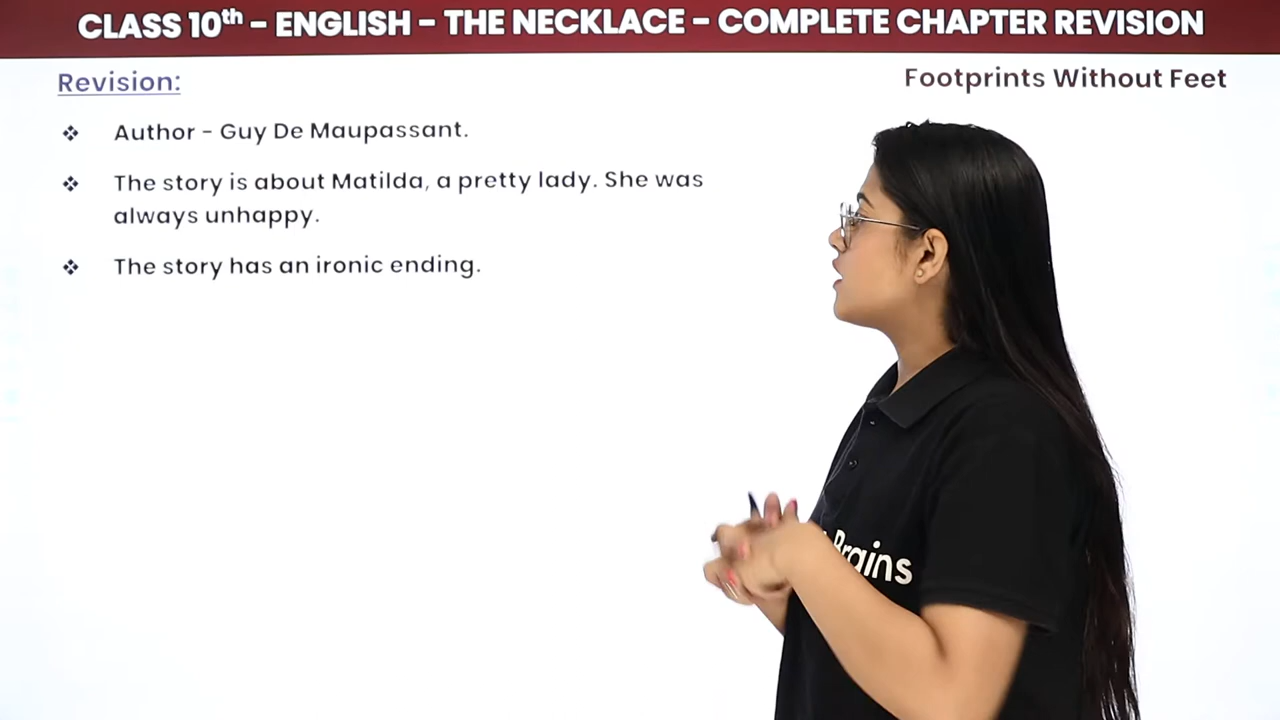 CLASS 10th – ENGLISH – THE NECKLACE – COMPLETE CHAPTER REVISION
Revision:
Footprints Without Feet
❖ Author - Guy De Maupassant.
❖ The story is about Matilda, a pretty lady. She was
always unhappy.
❖ The story has an ironic ending.
Brains